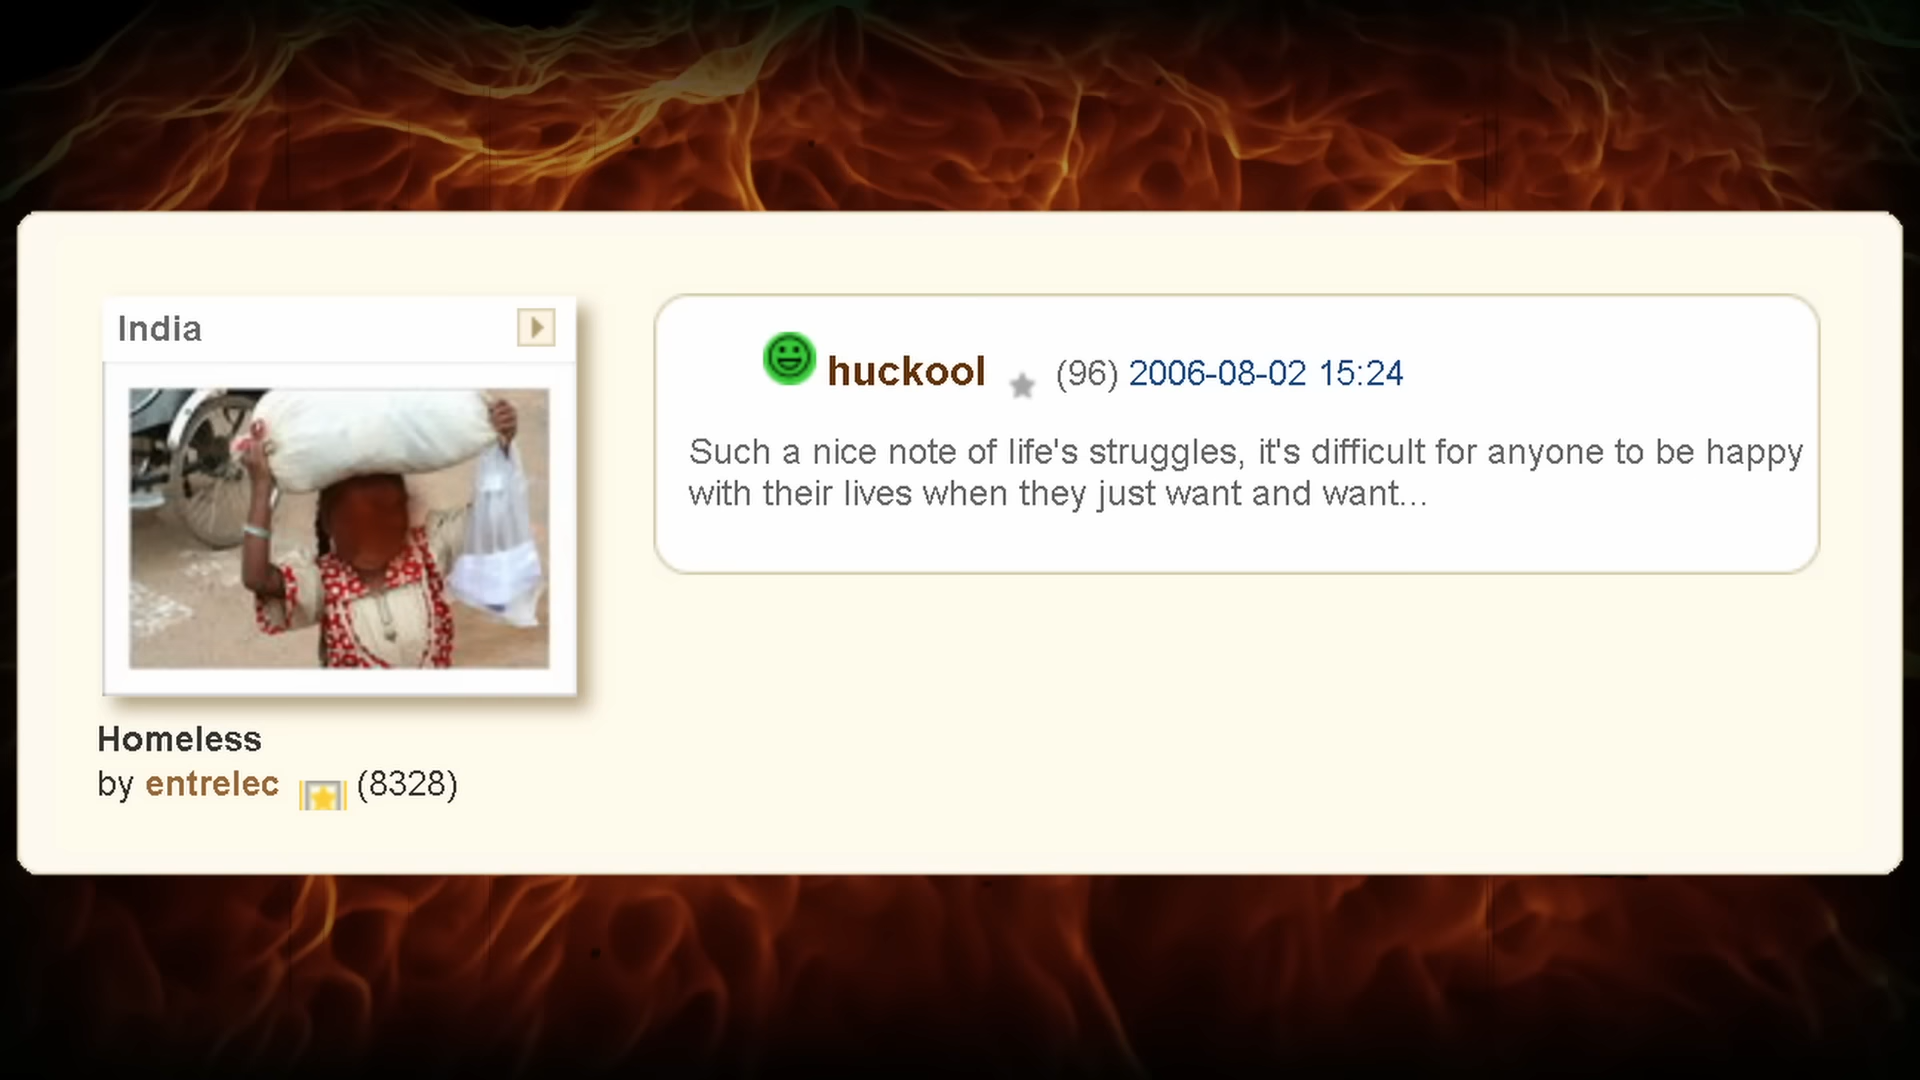 India
Homeless
by entrelec (8328)
huckool (96) 2006-08-02 15:24
Such a nice note of life's struggles, it's difficult for anyone to be happy
with their lives when they just want and want...